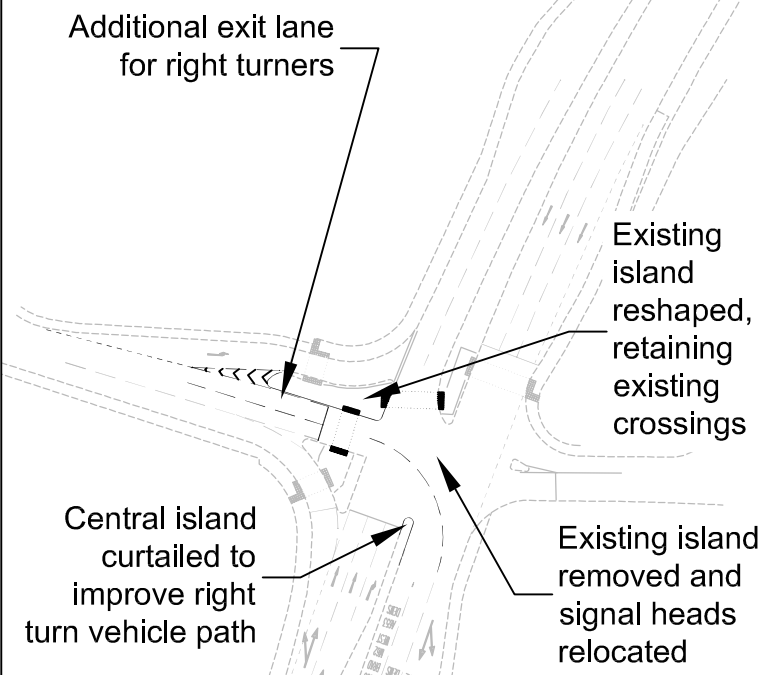 Additional exit lane
for right turners
Existing
island
reshaped,
retaining
existing
crossings
Central island
curtailed to
improve right
turn vehicle path
Existing island
removed and
signal heads
relocated